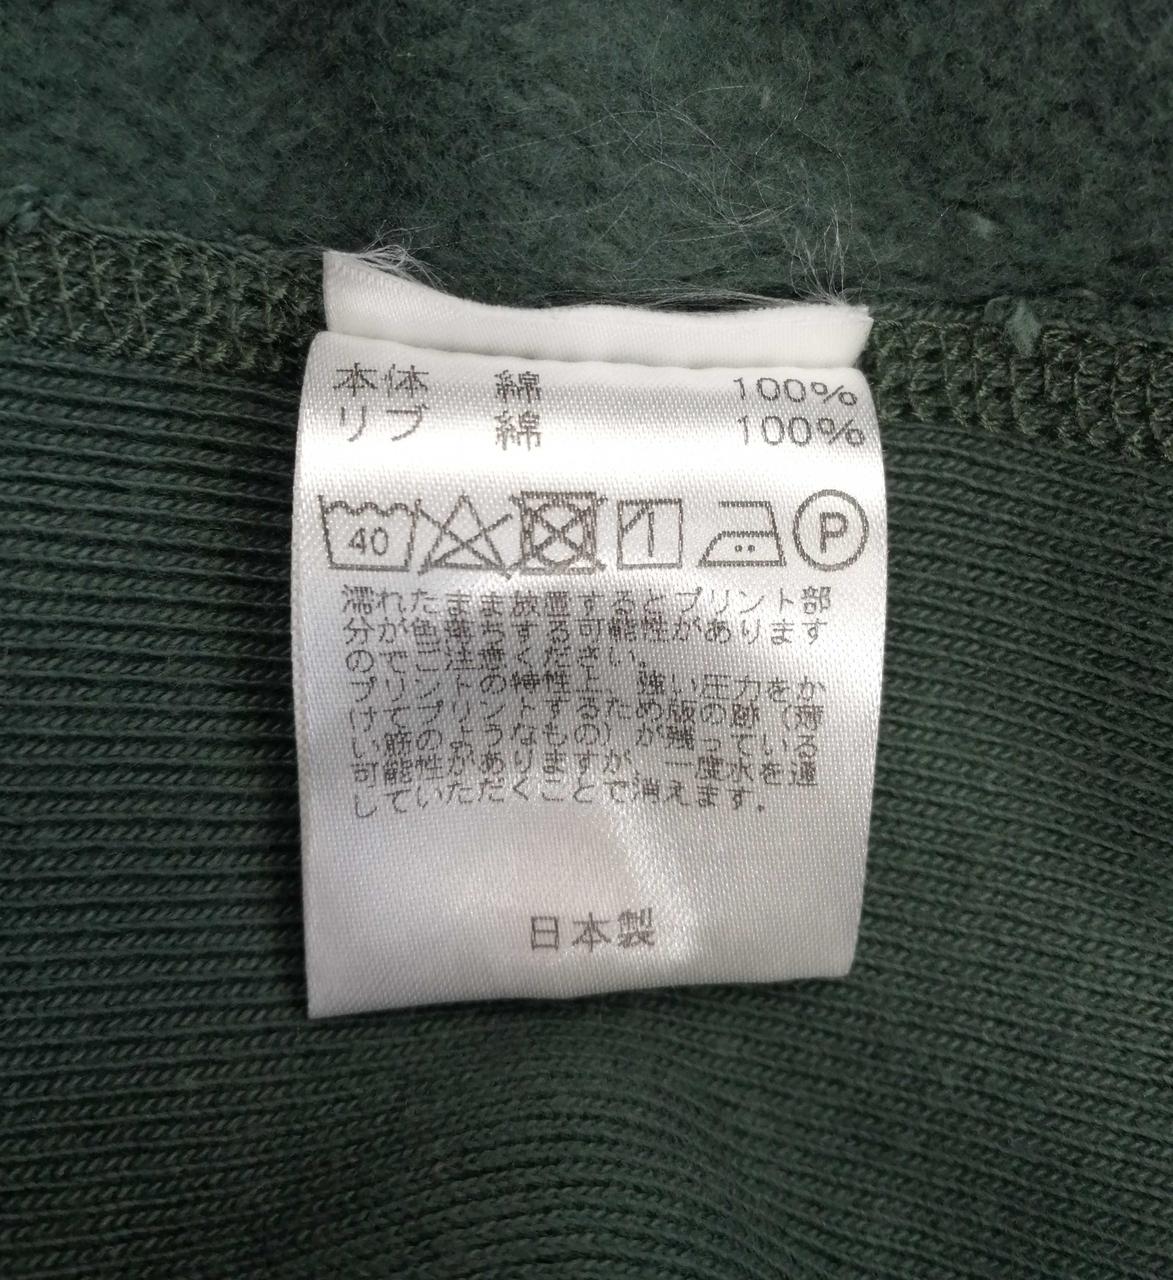 本体 綿 100%
リブ 綿 100%
40 P
濡れたまま放置するとプリント部
分が色落ちする可能性があります
のでご注意ください。
プリントの特性上、強い圧力をか
けてプリントするため版の跡（薄
い筋のようなもの）が残っている
可能性がありますが、一度水を通
していただくことで消えます。
日本製